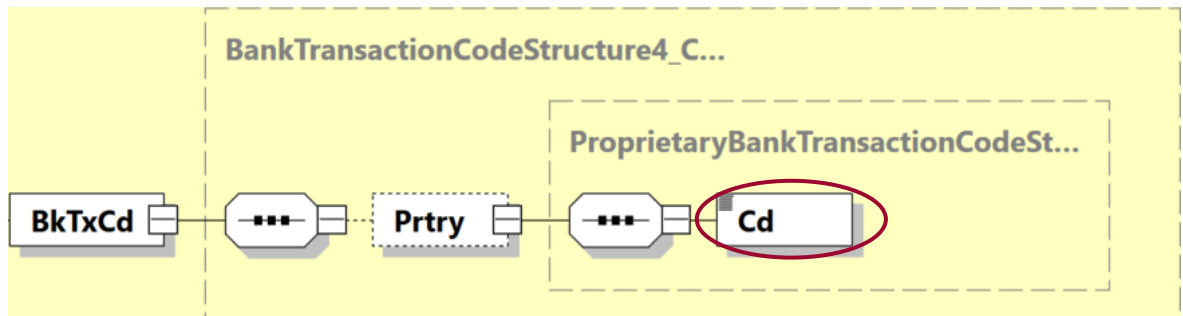 BankTransactionCodeStructure4_C...
ProprietaryBankTransactionCodeSt...
BkTxCd
Prtry
Cd